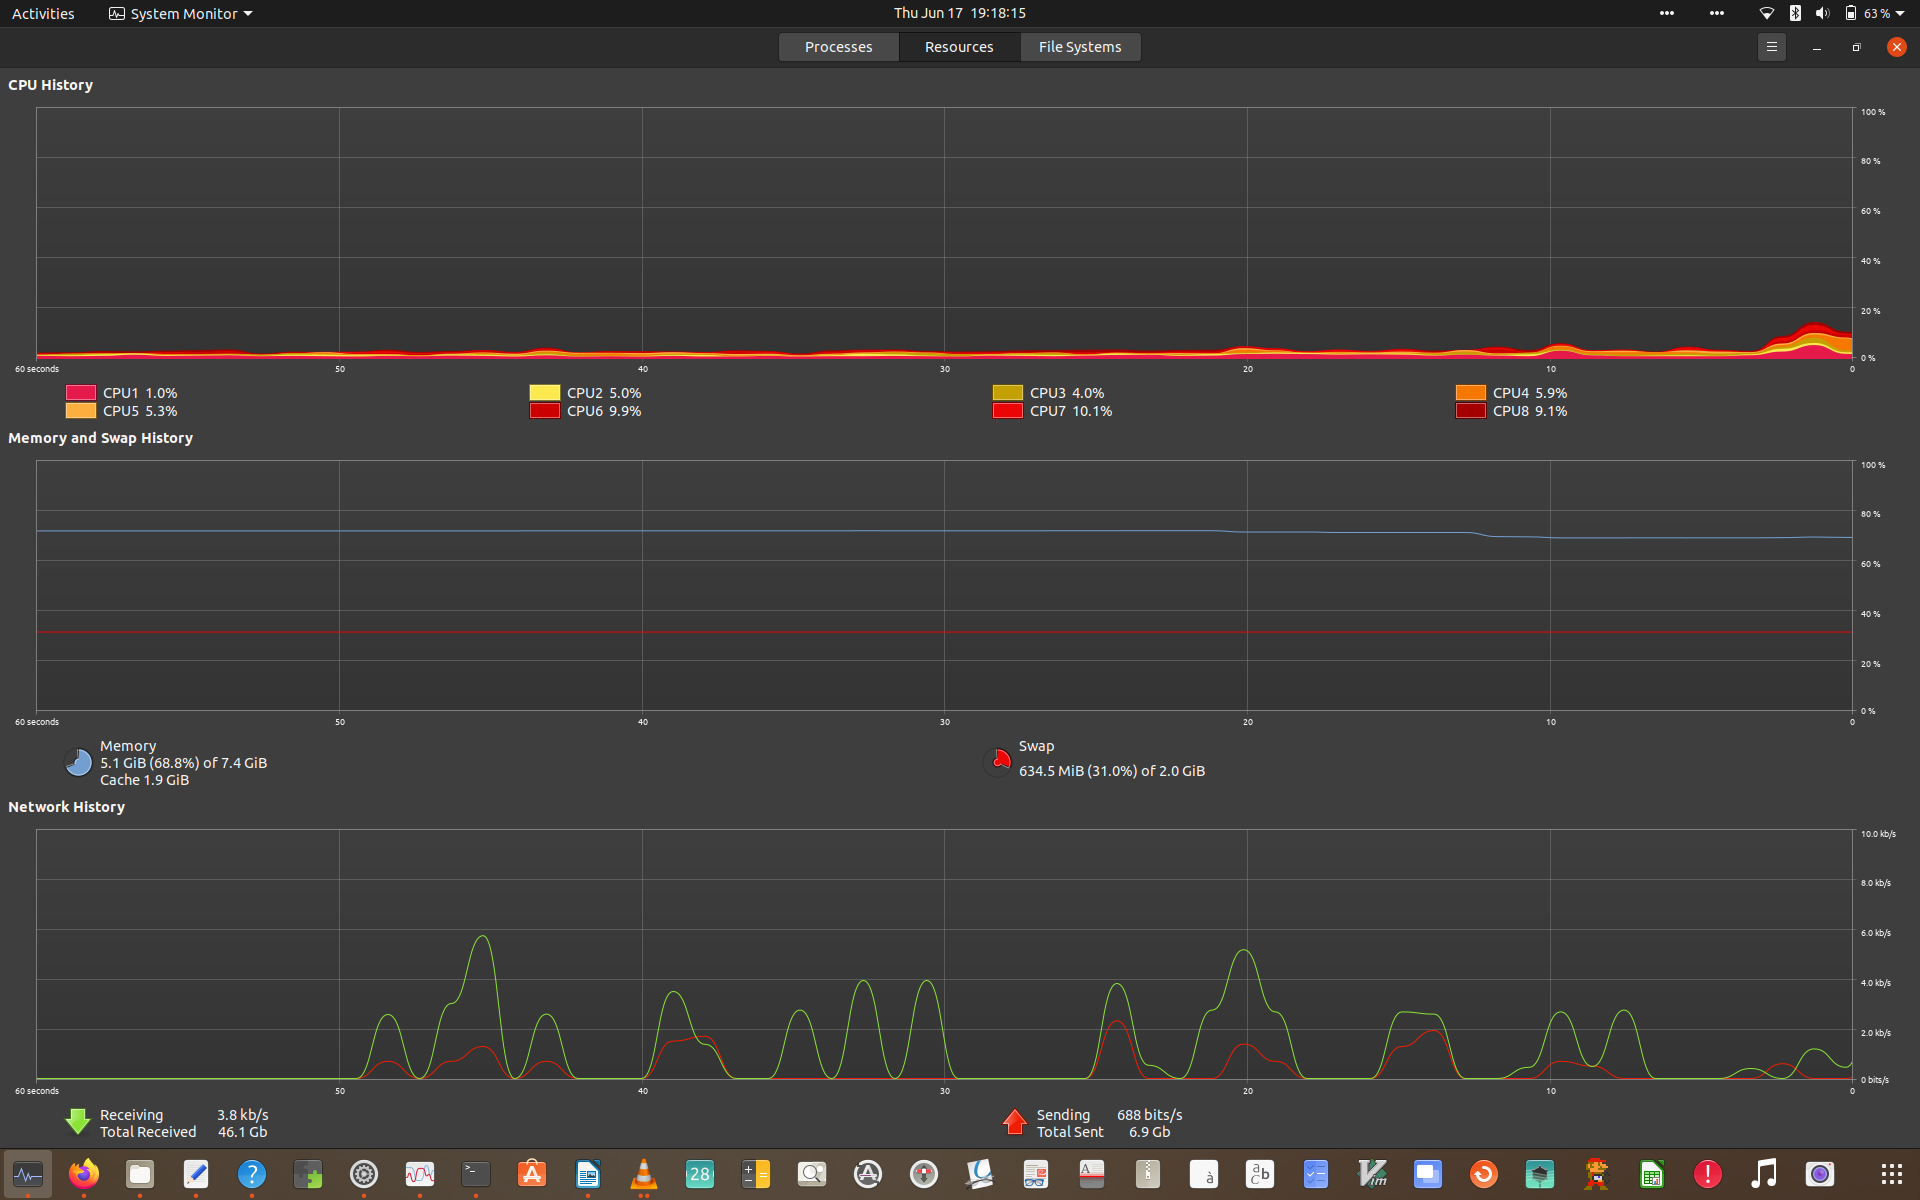 Activities System Monitor Thu Jun 17 19:18:15 63 %
Processes Resources File Systems
CPU History
100 %
80 %
60 %
40 %
20 %
0 %
60 seconds 50 40 30 20 10 0
CPU1 1.0% CPU2 5.0% CPU3 4.0% CPU4 5.9%
CPU5 5.3% CPU6 9.9% CPU7 10.1% CPU8 9.1%
Memory and Swap History
100 %
80 %
60 %
40 %
20 %
0 %
60 seconds 50 40 30 20 10 0
Memory
5.1 GiB (68.8%) of 7.4 GiB
Cache 1.9 GiB
Swap
634.5 MiB (31.0%) of 2.0 GiB
Network History
10.0 kb/s
8.0 kb/s
6.0 kb/s
4.0 kb/s
2.0 kb/s
0 bits/s
60 seconds 50 40 30 20 10 0
Receiving 3.8 kb/s
Total Received 46.1 Gb
Sending 688 bits/s
Total Sent 6.9 Gb
28